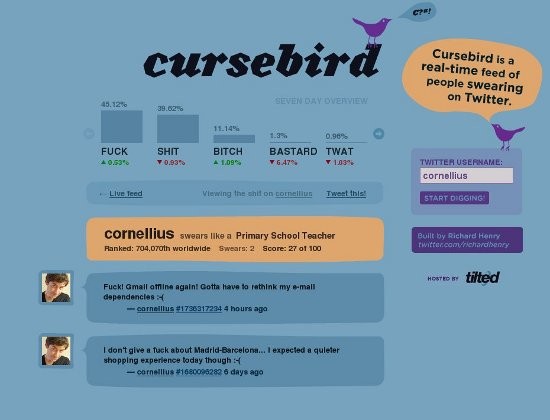 c?*!
cursebird
Cursebird is a
real-time feed of
people swearing
on Twitter.
SEVEN DAY OVERVIEW
45.12%
39.62%
11.14%
1.3%
0.96%
FUCK
SHIT
BITCH
BASTARD
TWAT
0.53%
0.93%
1.09%
6.47%
1.83%
TWITTER USERNAME:
cornellius
START DIGGING!
← Live feed
Viewing the shit on cornellius
Tweet this!
cornellius swears like a Primary School Teacher
Ranked: 704,070th worldwide Swears: 2 Score: 27 of 100
Built by Richard Henry
twitter.com/richardhenry
HOSTED BY tilted
Fuck! Gmail offline again! Gotta have to rethink my e-mail
dependencies :-(
— cornellius #1736317234 4 hours ago
I don't give a fuck about Madrid-Barcelona... I expected a quieter
shopping experience today though :-(
— cornellius #1680096282 6 days ago